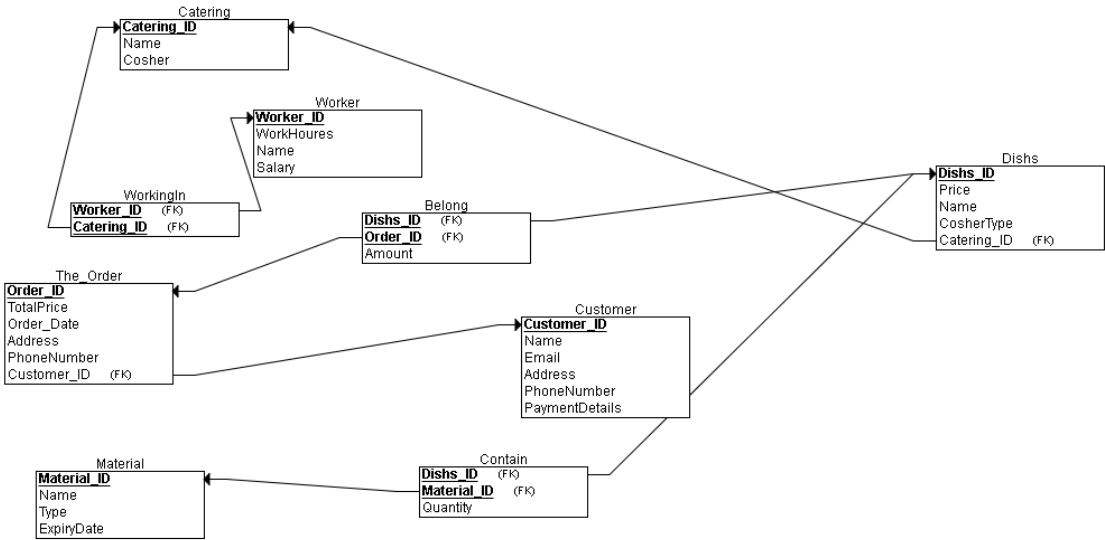 Catering
Catering_ID
Name
Cosher
Worker
Worker_ID
WorkHoures
Name
Salary
WorkingIn
Worker_ID (FK)
Catering_ID (FK)
Belong
Dishs_ID (FK)
Order_ID (FK)
Amount
Dishs
Dishs_ID
Price
Name
CosherType
Catering_ID (FK)
The_Order
Order_ID
TotalPrice
Order_Date
Address
PhoneNumber
Customer_ID (FK)
Customer
Customer_ID
Name
Email
Address
PhoneNumber
PaymentDetails
Material
Material_ID
Name
Type
ExpiryDate
Contain
Dishs_ID (FK)
Material_ID (FK)
Quantity